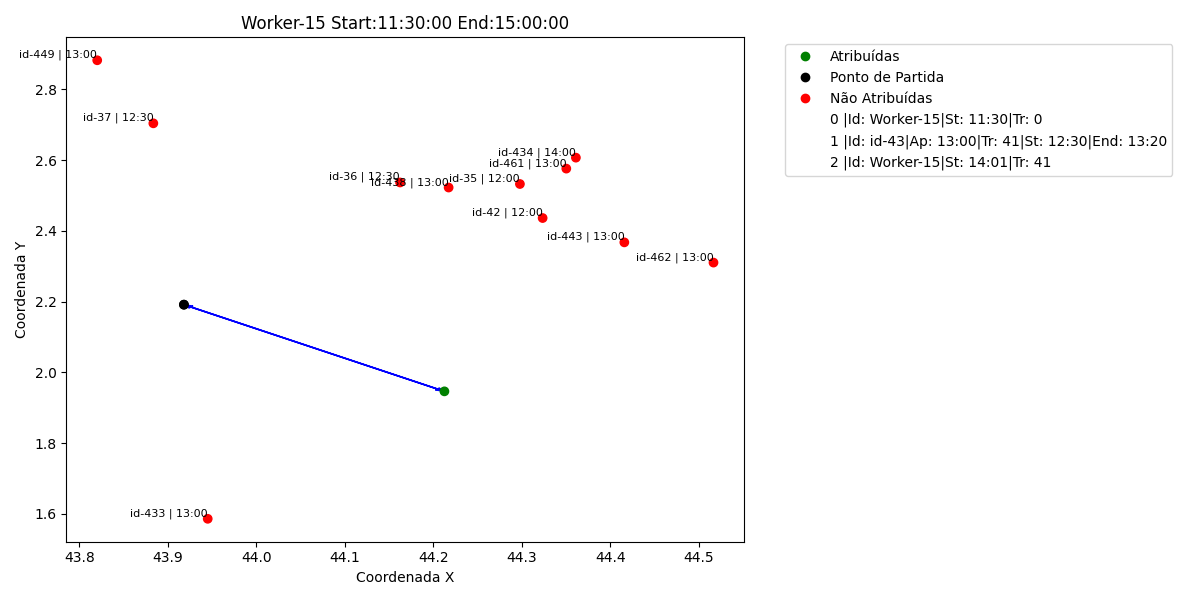 Worker-15 Start:11:30:00 End:15:00:00
id-449 | 13:00
id-37 | 12:30
id-434 | 14:00
id-461 | 13:00
id-36 | 12:30
id-438 | 13:00
id-35 | 12:00
id-42 | 12:00
id-443 | 13:00
id-462 | 13:00
id-433 | 13:00
Coordenada Y
2.8
2.6
2.4
2.2
2.0
1.8
1.6
43.8 43.9 44.0 44.1 44.2 44.3 44.4 44.5
Coordenada X
Atribuídas
Ponto de Partida
Não Atribuídas
0 |Id: Worker-15|St: 11:30|Tr: 0
1 |Id: id-43|Ap: 13:00|Tr: 41|St: 12:30|End: 13:20
2 |Id: Worker-15|St: 14:01|Tr: 41